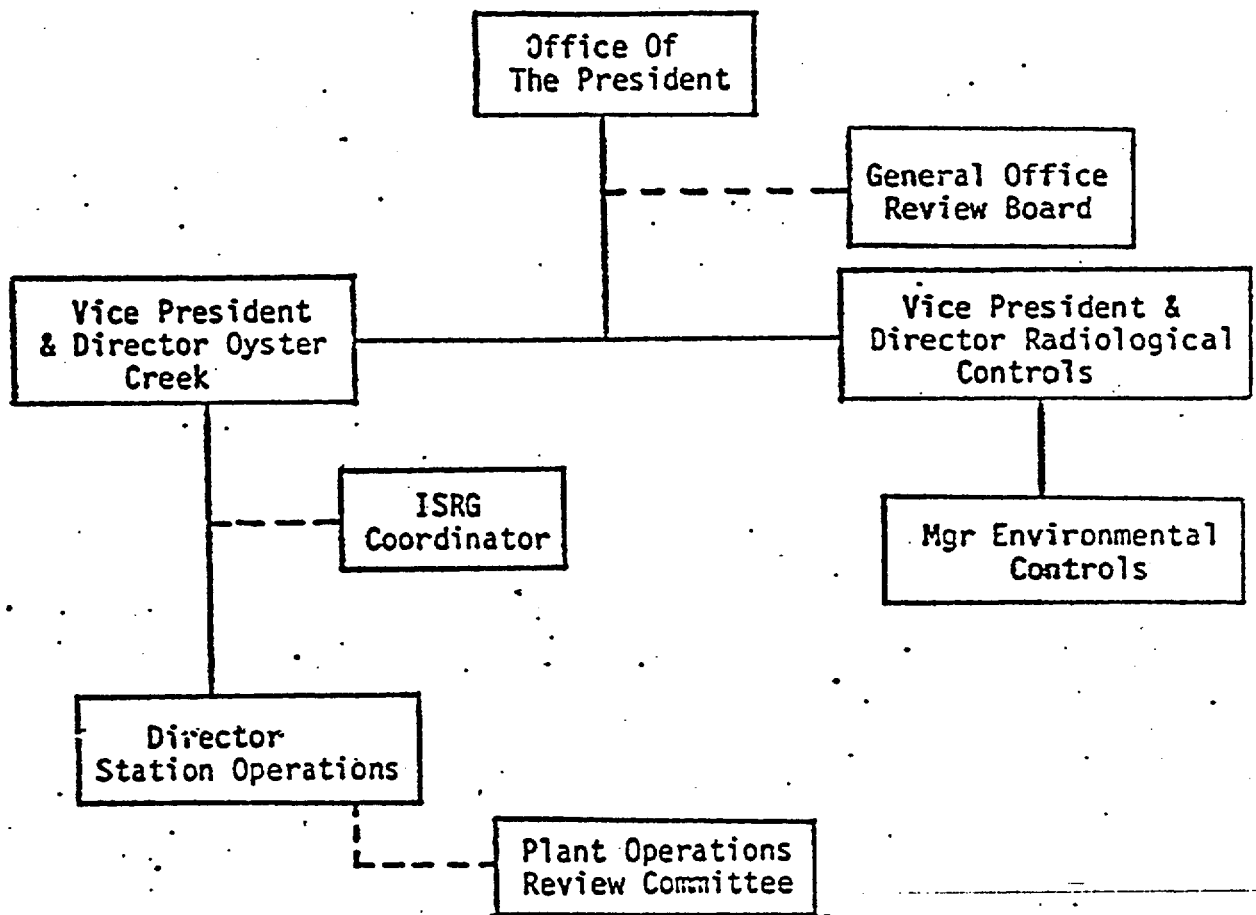 Office Of
The President
General Office
Review Board
Vice President
& Director Oyster
Creek
Vice President &
Director Radiological
Controls
ISRG
Coordinator
Mgr Environmental
Controls
Director
Station Operations
Plant Operations
Review Committee